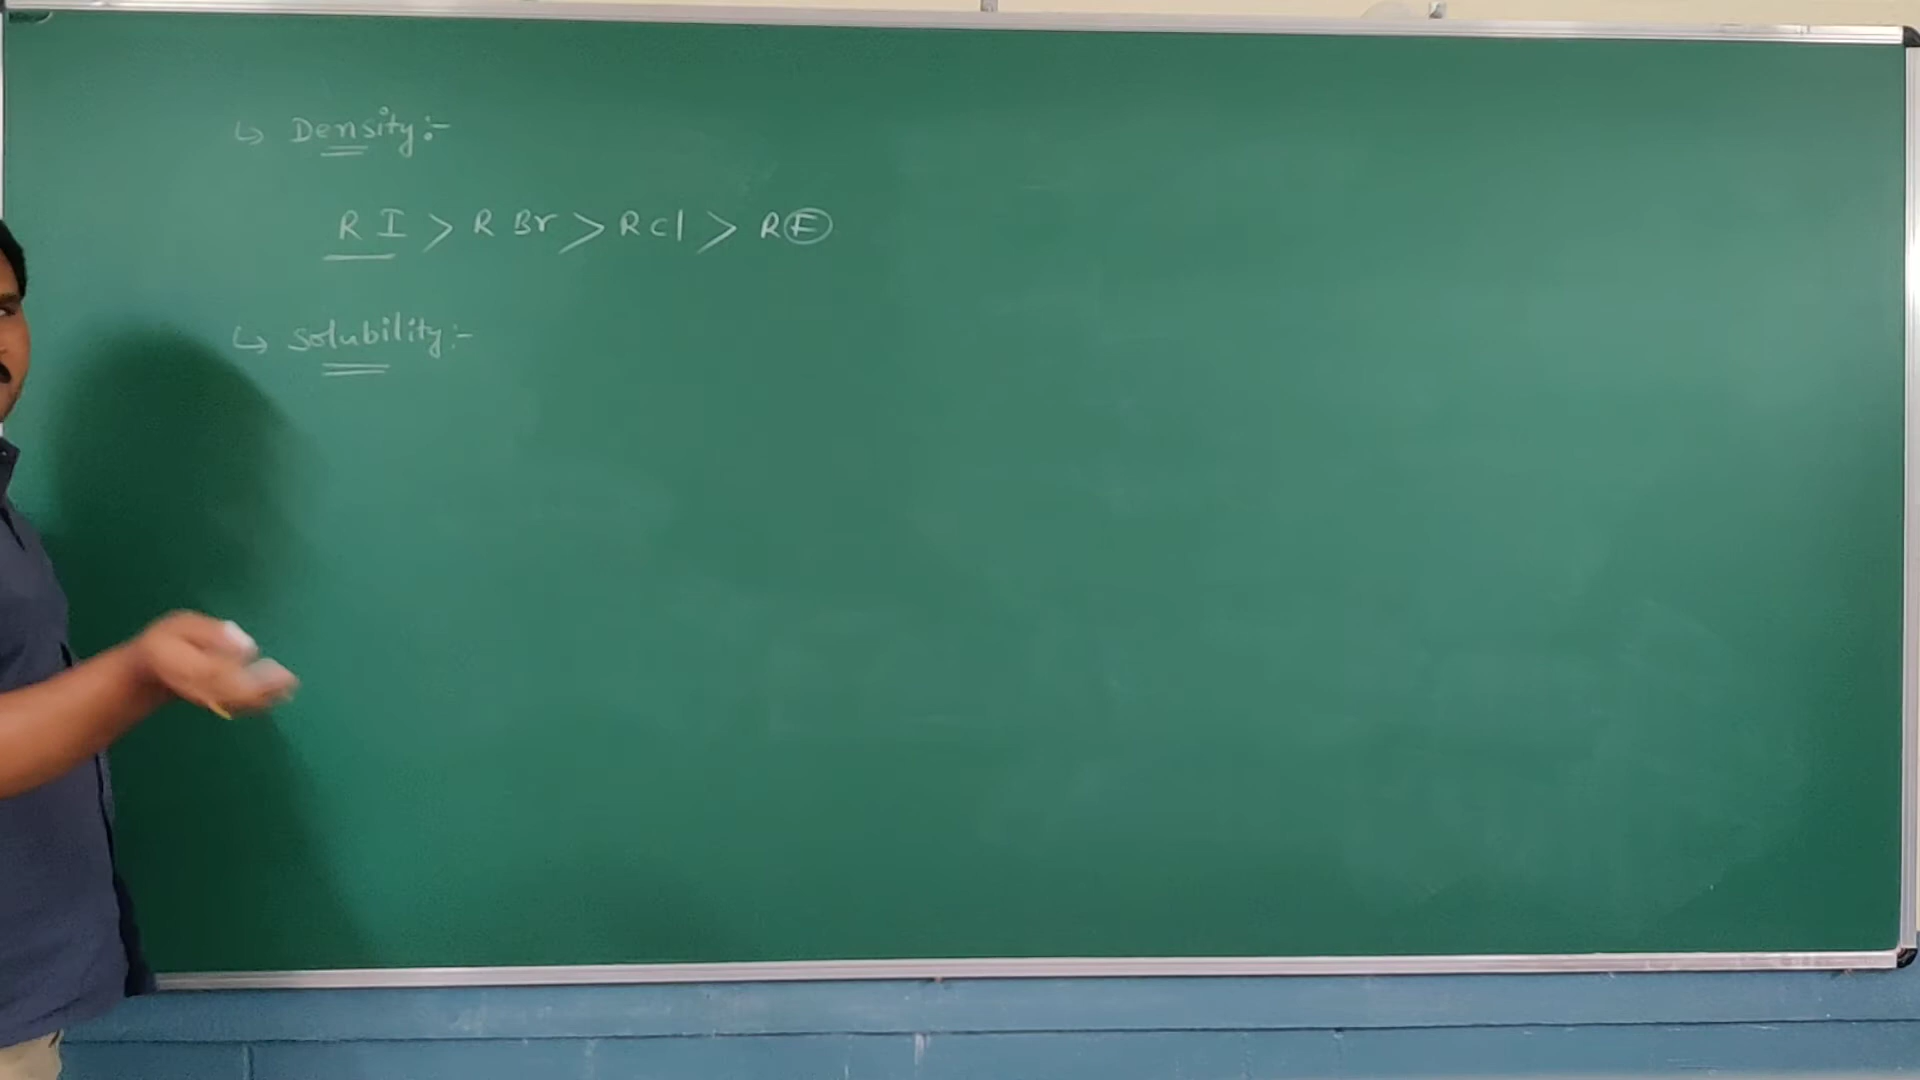 ↳ Density:-
R I > R Br > R Cl > R F
↳ Solubility:-